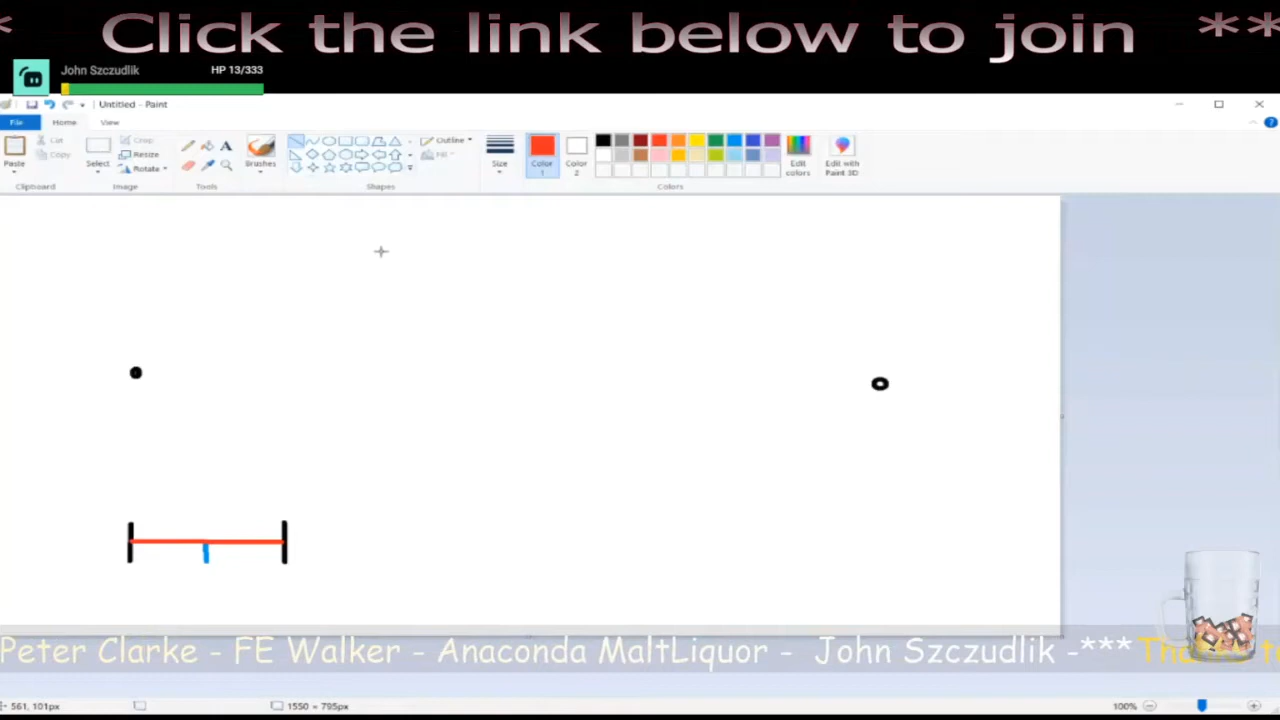 * Click the link below to join **
John Szczudlik HP 13/333
Untitled - Paint
File Home View
Paste
Cut
Copy
Clipboard
Select
Crop
Resize
Rotate
Image
A
Tools
Brushes
Shapes
Outline
Fill
Size
Color 1
Color 2
Colors
Edit colors
Edit with Paint 3D
Peter Clarke - FE Walker - Anaconda MaltLiquor - John Szczudlik -***
561, 101px
1550 × 795px
100%